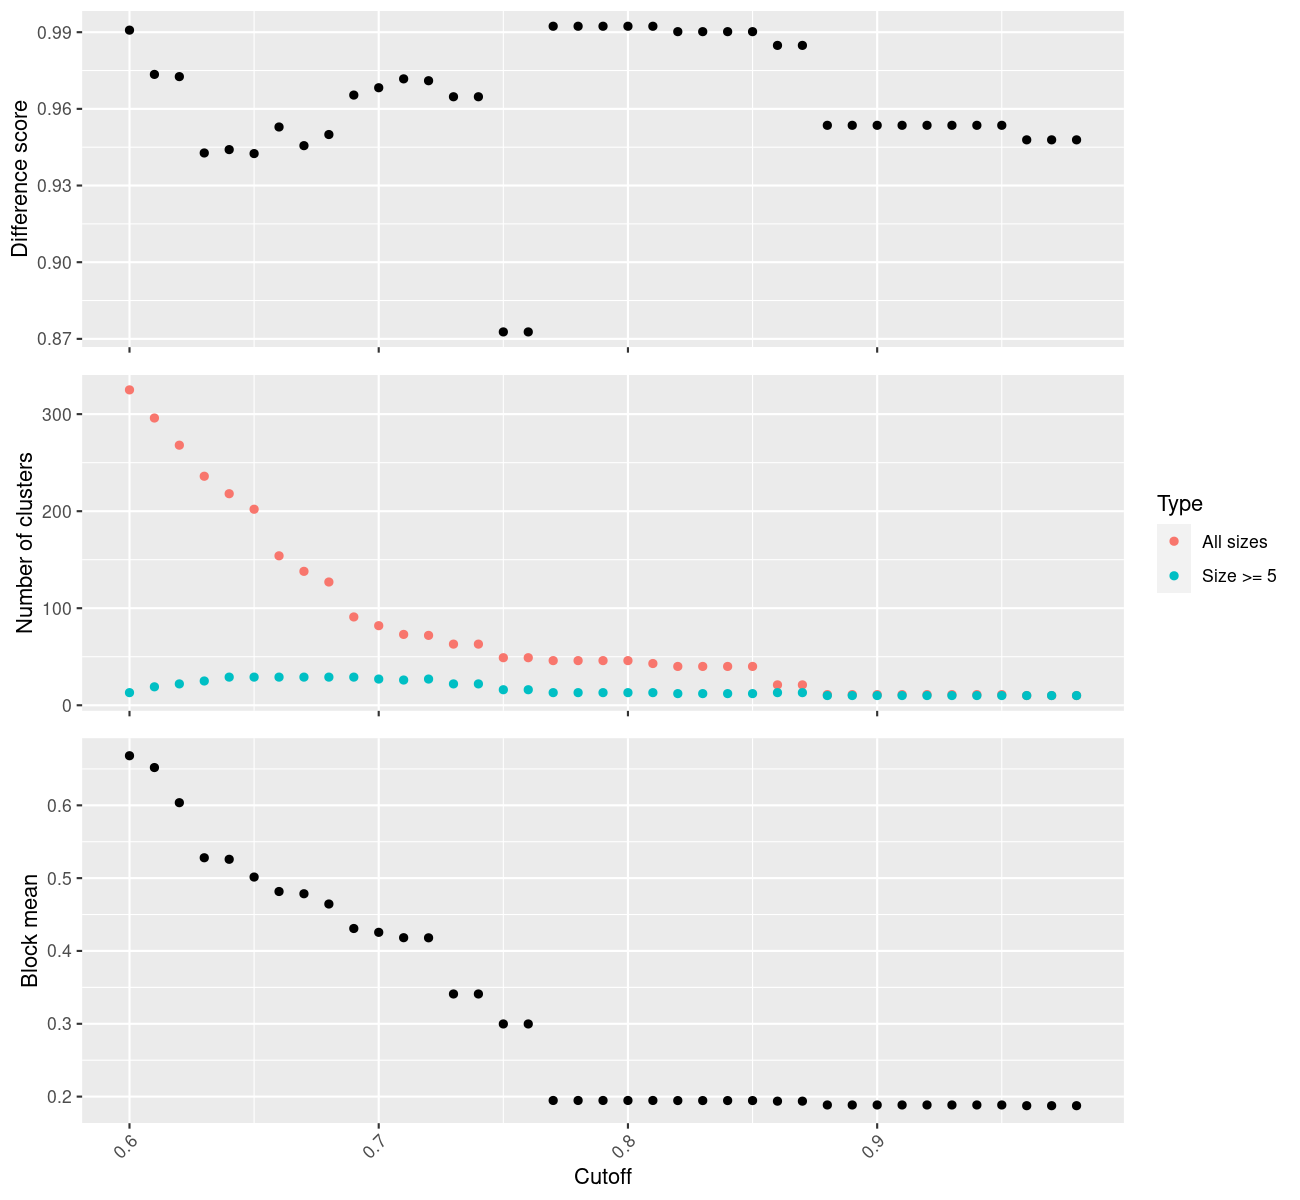 Difference score
0.99
0.96
0.93
0.90
0.87
Number of clusters
300
200
100
0
Type
All sizes
Size >= 5
Block mean
0.6
0.5
0.4
0.3
0.2
0.6 0.7 0.8 0.9
Cutoff